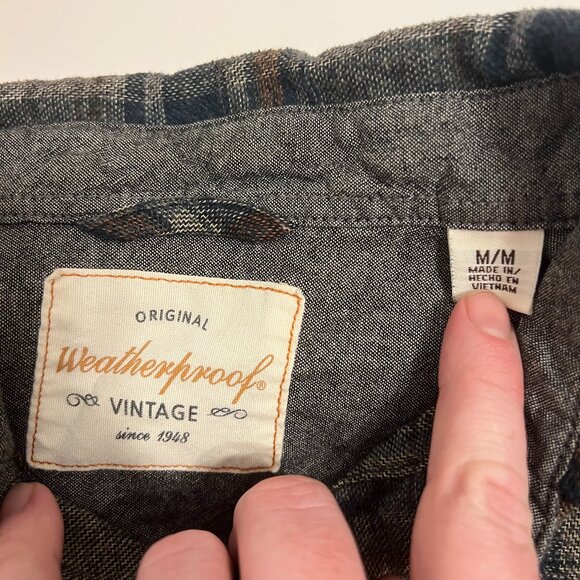 ORIGINAL
Weatherproof®
VINTAGE
since 1948
M/M
MADE IN/
HECHO EN
VIETNAM